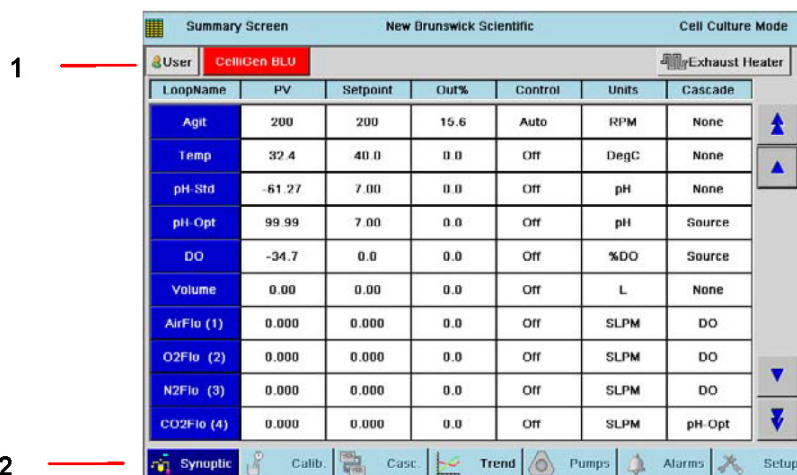 Summary Screen New Brunswick Scientific Cell Culture Mode
1 User CelliGen BLU Exhaust Heater
LoopName PV Setpoint Out% Control Units Cascade
Agit 200 200 15.6 Auto RPM None
Temp 32.4 40.0 0.0 Off DegC None
pH-Std -61.27 7.00 0.0 Off pH None
pH-Opt 99.99 7.00 0.0 Off pH Source
DO -34.7 0.0 0.0 Off %DO Source
Volume 0.00 0.00 0.0 Off L None
AirFlo (1) 0.000 0.000 0.0 Off SLPM DO
O2Flo (2) 0.000 0.000 0.0 Off SLPM DO
N2Flo (3) 0.000 0.000 0.0 Off SLPM DO
CO2Flo (4) 0.000 0.000 0.0 Off SLPM pH-Opt
2 Synoptic Calib. Casc. Trend Pumps Alarms Setup